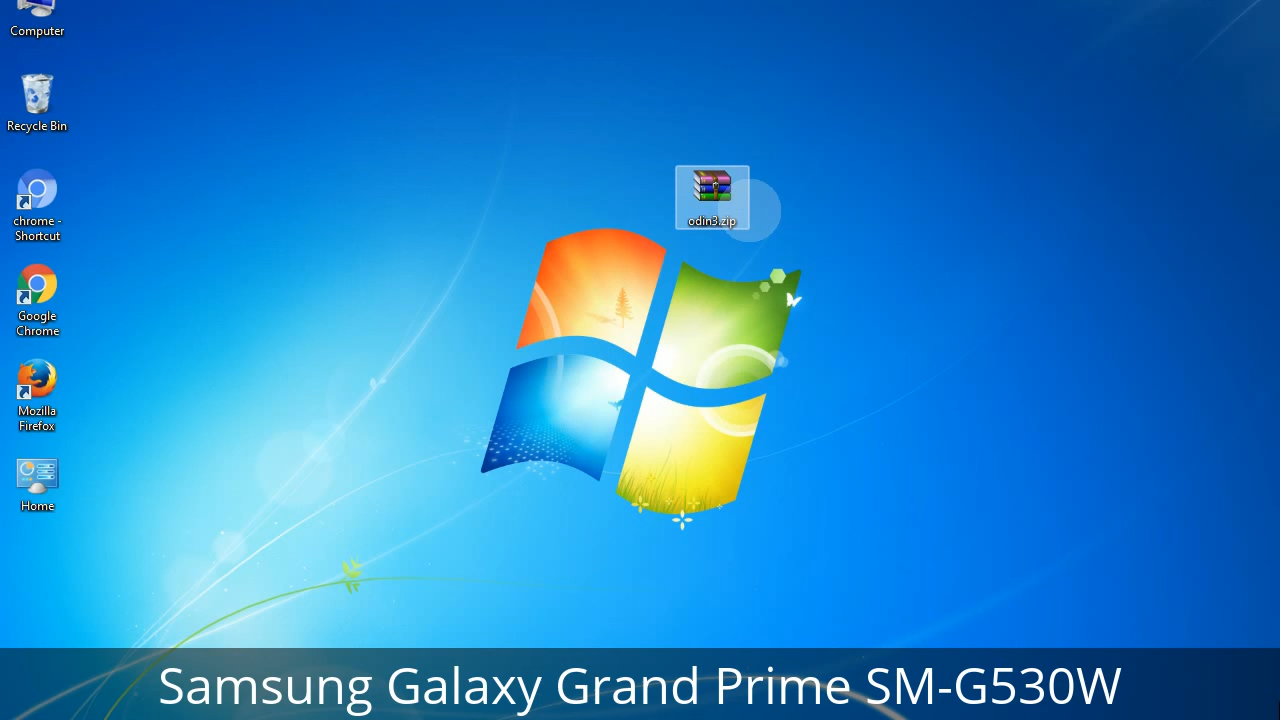 Computer
Recycle Bin
chrome -
Shortcut
Google
Chrome
Mozilla
Firefox
Home
odin3.zip
Samsung Galaxy Grand Prime SM-G530W